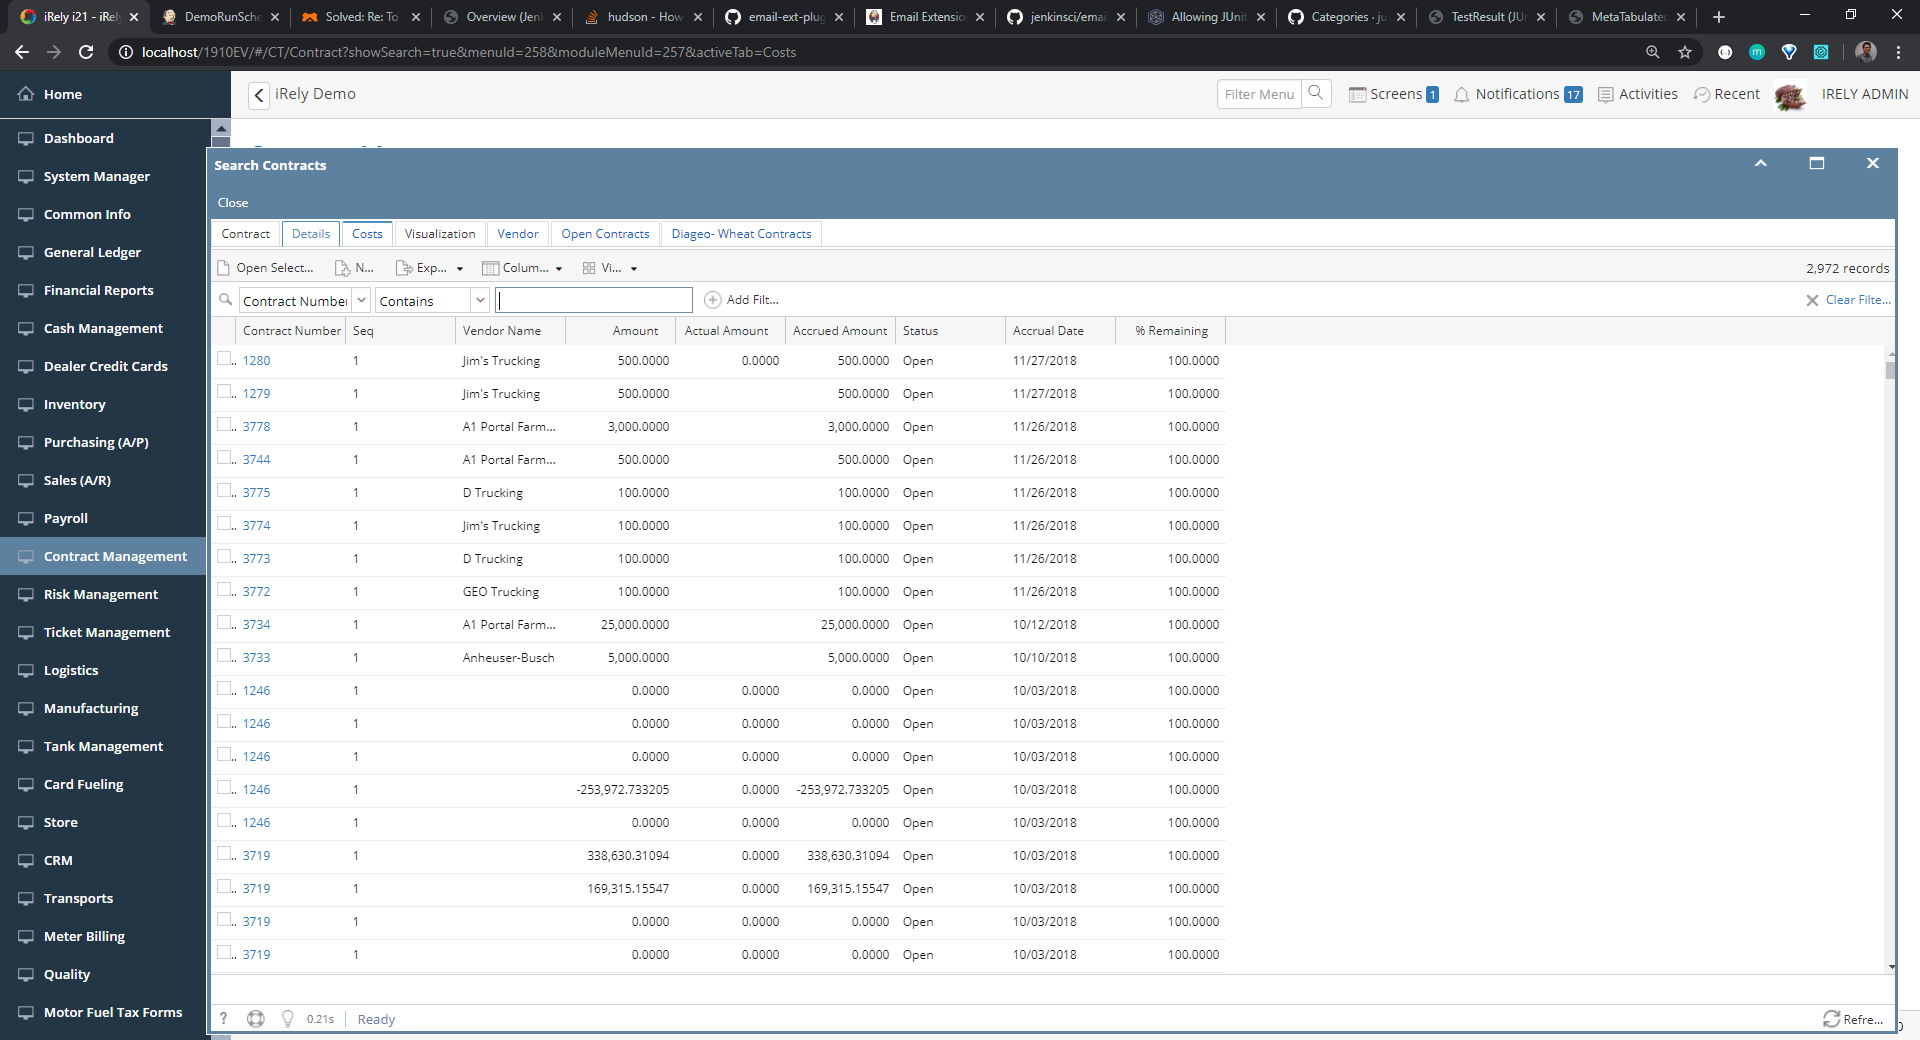 iRely i21 - iRely
DemoRunSche
Solved: Re: To
Overview (Jen
hudson - How
email-ext-plug
Email Extensio
jenkinsci/emai
Allowing JUnit
Categories · ju
TestResult (JU
MetaTabulated
localhost/1910EV/#/CT/Contract?showSearch=true&menuId=258&moduleMenuId=257&activeTab=Costs
Home
iRely Demo
Filter Menu
Screens 1
Notifications 17
Activities
Recent
IRELY ADMIN
Dashboard
System Manager
Common Info
General Ledger
Financial Reports
Cash Management
Dealer Credit Cards
Inventory
Purchasing (A/P)
Sales (A/R)
Payroll
Contract Management
Risk Management
Ticket Management
Logistics
Manufacturing
Tank Management
Card Fueling
Store
CRM
Transports
Meter Billing
Quality
Motor Fuel Tax Forms
Search Contracts
Close
Contract Details Costs Visualization Vendor Open Contracts Diageo- Wheat Contracts
Open Select... N... Exp... Colum... Vi... 2,972 records
Contract Number Contains Add Filt... Clear Filte...
Contract Number Seq Vendor Name Amount Actual Amount Accrued Amount Status Accrual Date % Remaining
1280 1 Jim's Trucking 500.0000 0.0000 500.0000 Open 11/27/2018 100.0000
1279 1 Jim's Trucking 500.0000 500.0000 Open 11/27/2018 100.0000
3778 1 A1 Portal Farm... 3,000.0000 3,000.0000 Open 11/26/2018 100.0000
3744 1 A1 Portal Farm... 500.0000 500.0000 Open 11/26/2018 100.0000
3775 1 D Trucking 100.0000 100.0000 Open 11/26/2018 100.0000
3774 1 Jim's Trucking 100.0000 100.0000 Open 11/26/2018 100.0000
3773 1 D Trucking 100.0000 100.0000 Open 11/26/2018 100.0000
3772 1 GEO Trucking 100.0000 100.0000 Open 11/26/2018 100.0000
3734 1 A1 Portal Farm... 25,000.0000 25,000.0000 Open 10/12/2018 100.0000
3733 1 Anheuser-Busch 5,000.0000 5,000.0000 Open 10/10/2018 100.0000
1246 1 0.0000 0.0000 0.0000 Open 10/03/2018 100.0000
1246 1 0.0000 0.0000 0.0000 Open 10/03/2018 100.0000
1246 1 0.0000 0.0000 0.0000 Open 10/03/2018 100.0000
1246 1 -253,972.733205 0.0000 -253,972.733205 Open 10/03/2018 100.0000
1246 1 0.0000 0.0000 0.0000 Open 10/03/2018 100.0000
3719 1 338,630.31094 0.0000 338,630.31094 Open 10/03/2018 100.0000
3719 1 169,315.15547 0.0000 169,315.15547 Open 10/03/2018 100.0000
3719 1 0.0000 0.0000 0.0000 Open 10/03/2018 100.0000
3719 1 0.0000 0.0000 0.0000 Open 10/03/2018 100.0000
? 0.21s Ready Refre...